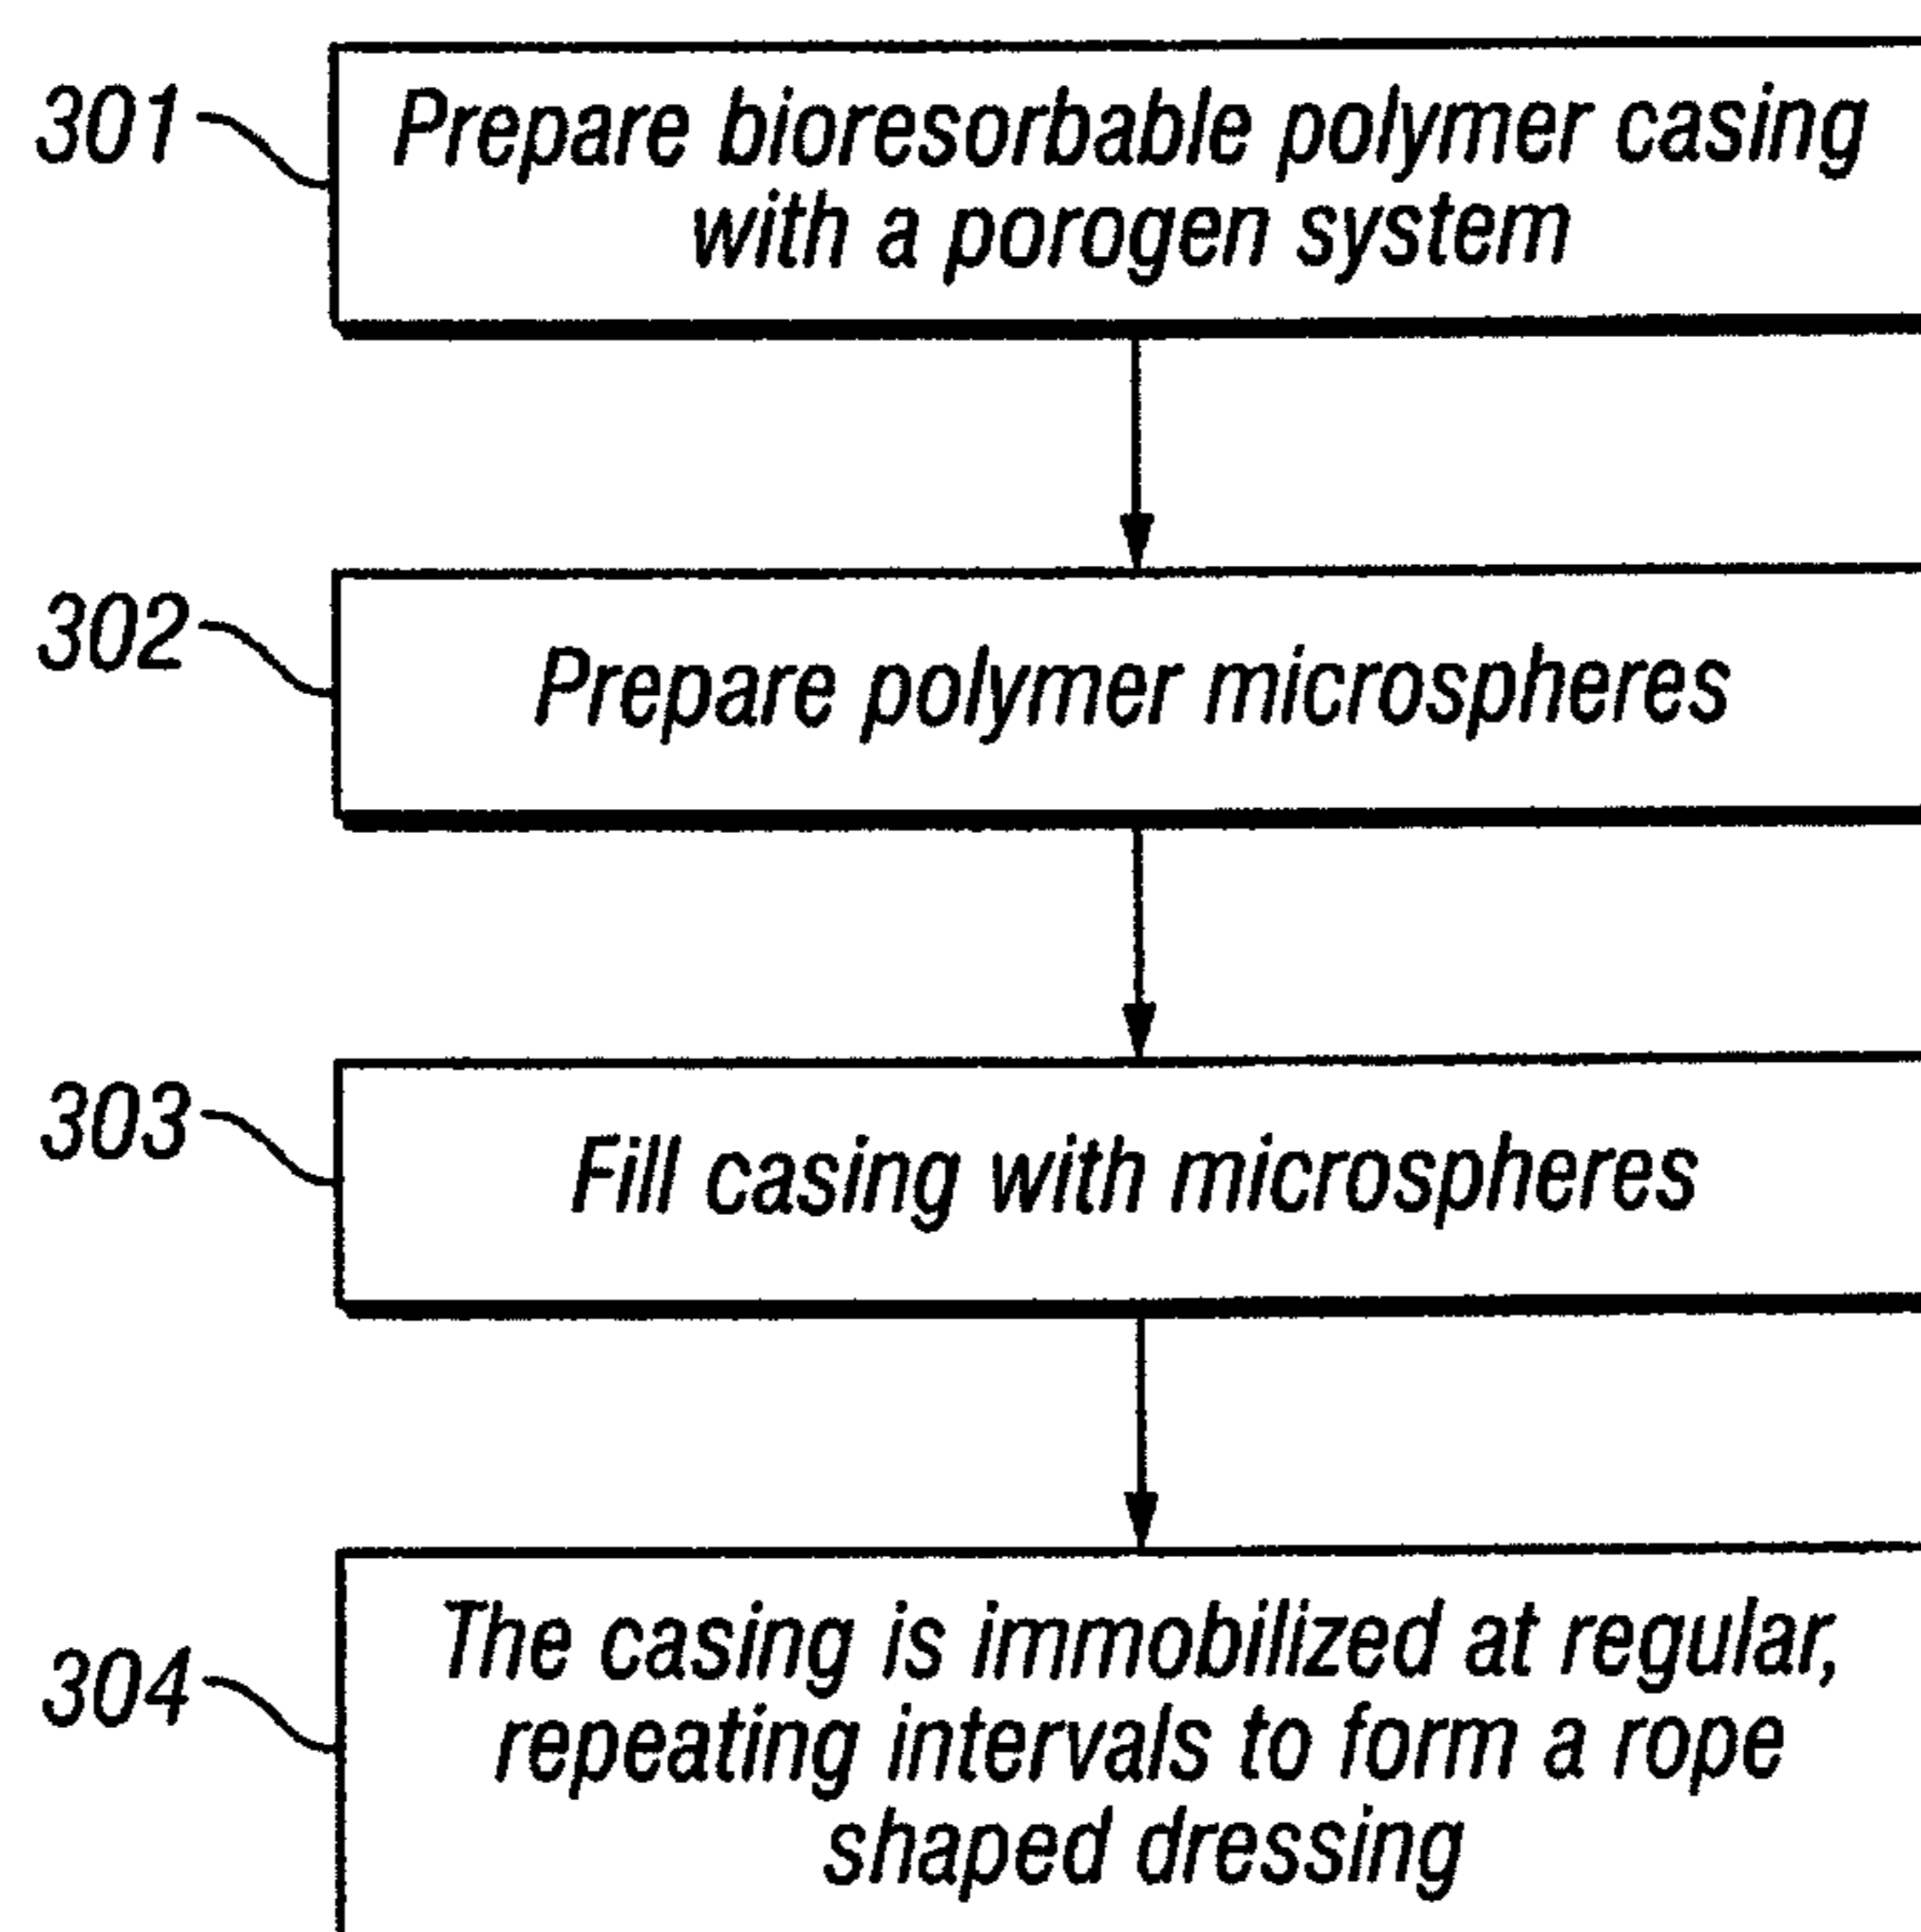 301
Prepare bioresorbable polymer casing
with a porogen system
302
Prepare polymer microspheres
303
Fill casing with microspheres
304
The casing is immobilized at regular,
repeating intervals to form a rope
shaped dressing